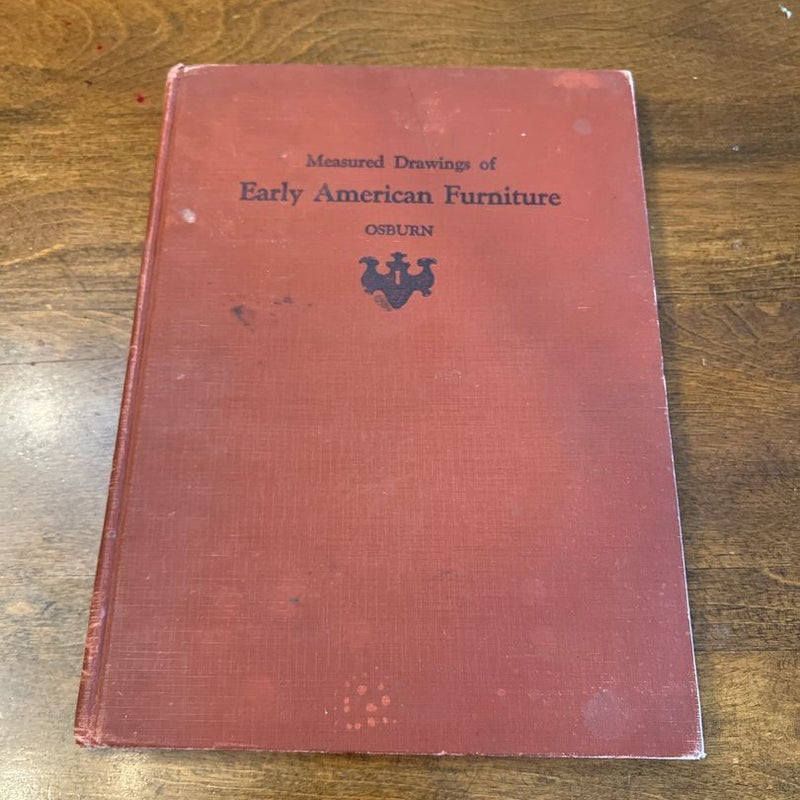 Measured Drawings of
Early American Furniture
OSBURN